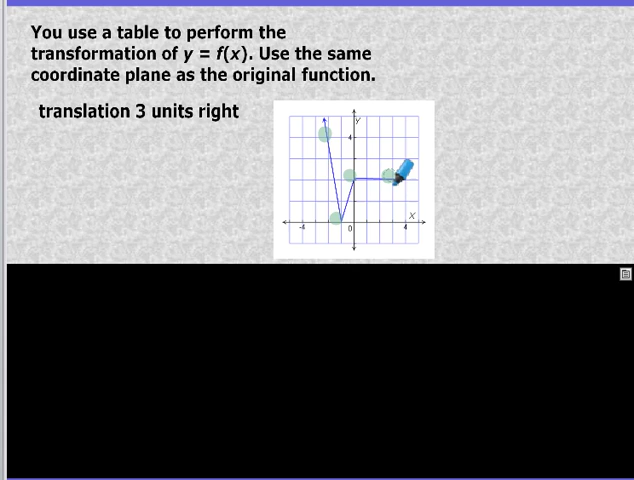 You use a table to perform the
transformation of y = f(x). Use the same
coordinate plane as the original function.
translation 3 units right
y
4
X
-4
0
4